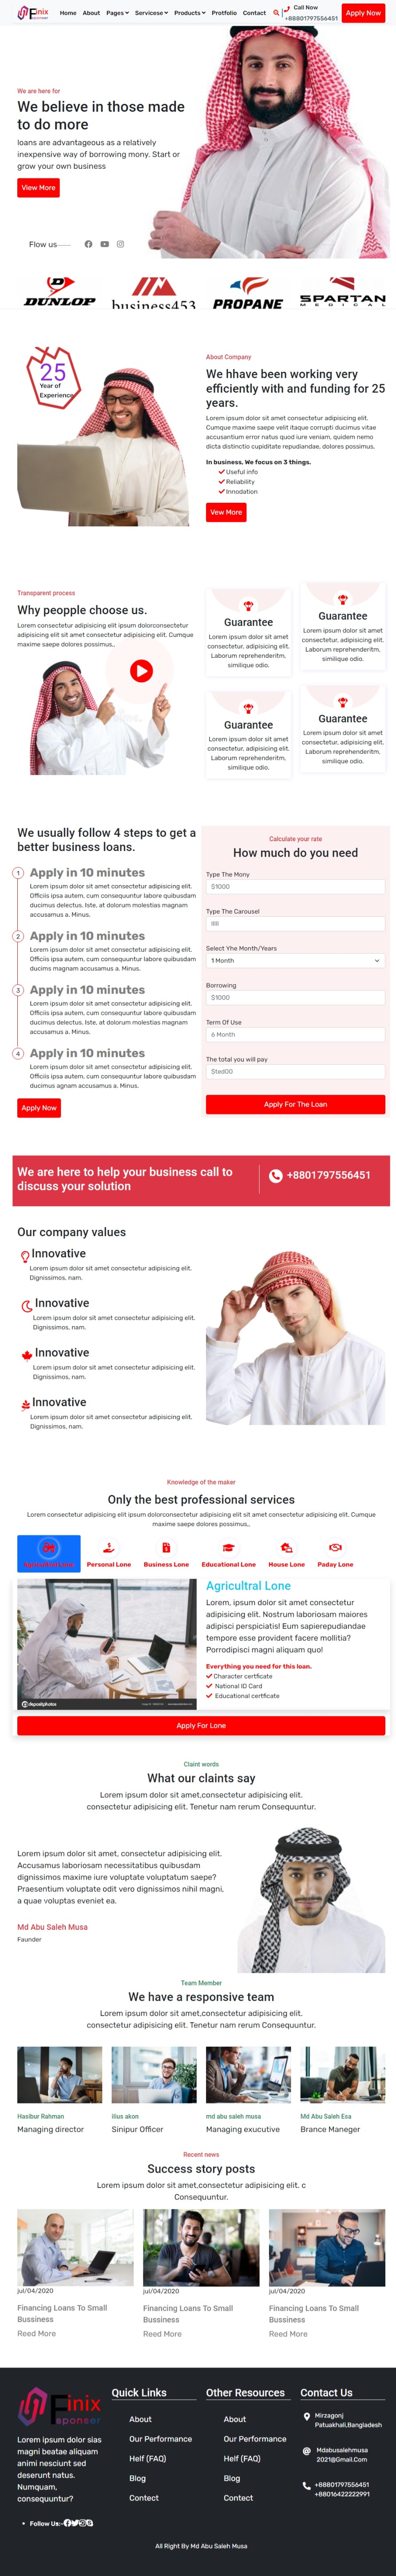 Finix
Home About Pages Servicese Products Protfolio Contact
Call Now
+88801797556451
Apply Now
We are here for
We believe in those made
to do more
loans are advantageous as a relatively
inexpensive way of borrowing mony. Start or
grow your own business
View More
Flow us
DUNLOP
business453
PROPANE
SPARTAN
MEDICAL
25
Year of
Experience
About Company
We hhave been working very
efficiently with and funding for 25
years.
Lorem ipsum dolor sit amet consectetur adipisicing elit.
Cumque maxime saepe velit itaque corrupti ducimus vitae
accusantium error natus quod iure veniam, quidem nemo
dicta distinctio cupiditate repudiandae, dolores possimus,
In business, We focus on 3 things.
Useful info
Reliability
Innodation
Vew More
Transparent process
Why peopple choose us.
Lorem consectetur adipisicing elit ipsum dolorconsectetur
adipisicing elit sit amet consectetur adipisicing elit. Cumque
maxime saepe dolores possimus,.
Guarantee
Lorem ipsum dolor sit amet
consectetur, adipisicing elit.
Laborum reprehenderitm,
similique odio.
Guarantee
Lorem ipsum dolor sit amet
consectetur, adipisicing elit.
Laborum reprehenderitm,
similique odio.
Guarantee
Lorem ipsum dolor sit amet
consectetur, adipisicing elit.
Laborum reprehenderitm,
similique odio.
Guarantee
Lorem ipsum dolor sit amet
consectetur, adipisicing elit.
Laborum reprehenderitm,
similique odio.
We usually follow 4 steps to get a
better business loans.
1
Apply in 10 minutes
Lorem ipsum dolor sit amet consectetur adipisicing elit.
Officiis ipsa autem, cum consequuntur labore quibusdam
ducimus delectus. Iste, at dolorum molestias magnam
accusamus a. Minus.
2
Apply in 10 minutes
Lorem ipsum dolor sit amet consectetur adipisicing elit.
Officiis ipsa autem, cum consequuntur labore quibusdam
ducims magnam accusamus a. Minus.
3
Apply in 10 minutes
Lorem ipsum dolor sit amet consectetur adipisicing elit.
Officiis ipsa autem, cum consequuntur labore quibusdam
ducimus delectus. Iste, at dolorum molestias magnam
accusamus a. Minus.
4
Apply in 10 minutes
Lorem ipsum dolor sit amet consectetur adipisicing elit.
Officiis ipsa autem, cum consequuntur labore quibusdam
ducimus agnam accusamus a. Minus.
Apply Now
Calculate your rate
How much do you need
Type The Mony
$1000
Type The Carousel
Select Yhe Month/Years
1 Month
Borrowing
$1000
Term Of Use
6 Month
The total you will pay
$ted00
Apply For The Loan
We are here to help your business call to
discuss your solution
+8801797556451
Our company values
Innovative
Lorem ipsum dolor sit amet consectetur adipisicing elit.
Dignissimos, nam.
Innovative
Lorem ipsum dolor sit amet consectetur adipisicing elit.
Dignissimos, nam.
Innovative
Lorem ipsum dolor sit amet consectetur adipisicing elit.
Dignissimos, nam.
Innovative
Lorem ipsum dolor sit amet consectetur adipisicing elit.
Dignissimos, nam.
Knowledge of the maker
Only the best professional services
Lorem consectetur adipisicing elit ipsum dolorconsectetur adipisicing elit sit amet consectetur adipisicing elit. Cumque
maxime saepe dolores possimus,.
Personal Lone Business Lone Educational Lone House Lone Paday Lone
depositphotos
Agricultral Lone
Lorem, ipsum dolor sit amet consectetur
adipisicing elit. Nostrum laboriosam maiores
adipisci perspiciatis! Eum sapierepudiandae
tempore esse provident facere mollitia?
Porrodipisci magni aliquam quo!
Everything you need for this loan.
Character certficate
National ID Card
Educational certficate
Apply For Lone
Claint words
What our claints say
Lorem ipsum dolor sit amet,consectetur adipisicing elit.
consectetur adipisicing elit. Tenetur nam rerum Consequuntur.
Lorem ipsum dolor sit amet, consectetur adipisicing elit.
Accusamus laboriosam necessitatibus quibusdam
dignissimos maxime iure voluptate voluptatum saepe?
Praesentium voluptate odit vero dignissimos nihil magni,
a quae voluptas eveniet ea.
Md Abu Saleh Musa
Faunder
Team Member
We have a responsive team
Lorem ipsum dolor sit amet,consectetur adipisicing elit.
consectetur adipisicing elit. Tenetur nam rerum Consequuntur.
Hasibur Rahman
Managing director
ilius akon
Sinipur Officer
md abu saleh musa
Managing exucutive
Md Abu Saleh Esa
Brance Maneger
Recent news
Success story posts
Lorem ipsum dolor sit amet,consectetur adipisicing elit. c
Consequuntur.
jul/04/2020
Financing Loans To Small
Bussiness
Reed More
jul/04/2020
Financing Loans To Small
Bussiness
Reed More
jul/04/2020
Financing Loans To Small
Bussiness
Reed More
Finix
sponser
Lorem ipsum dolor sias
magni beatae aliquam
animi nesciunt sed
deserunt natus.
Numquam,
consequuntur?
Follow Us:-
Quick Links
About
Our Performance
Helf (FAQ)
Blog
Contect
Other Resources
About
Our Performance
Helf (FAQ)
Blog
Contect
Contact Us
Mirzagonj
Patuakhali,Bangladesh
Mdabusalehmusa
2021@Gmail.Com
+88801797556451
+88016422222991
All Right By Md Abu Saleh Musa